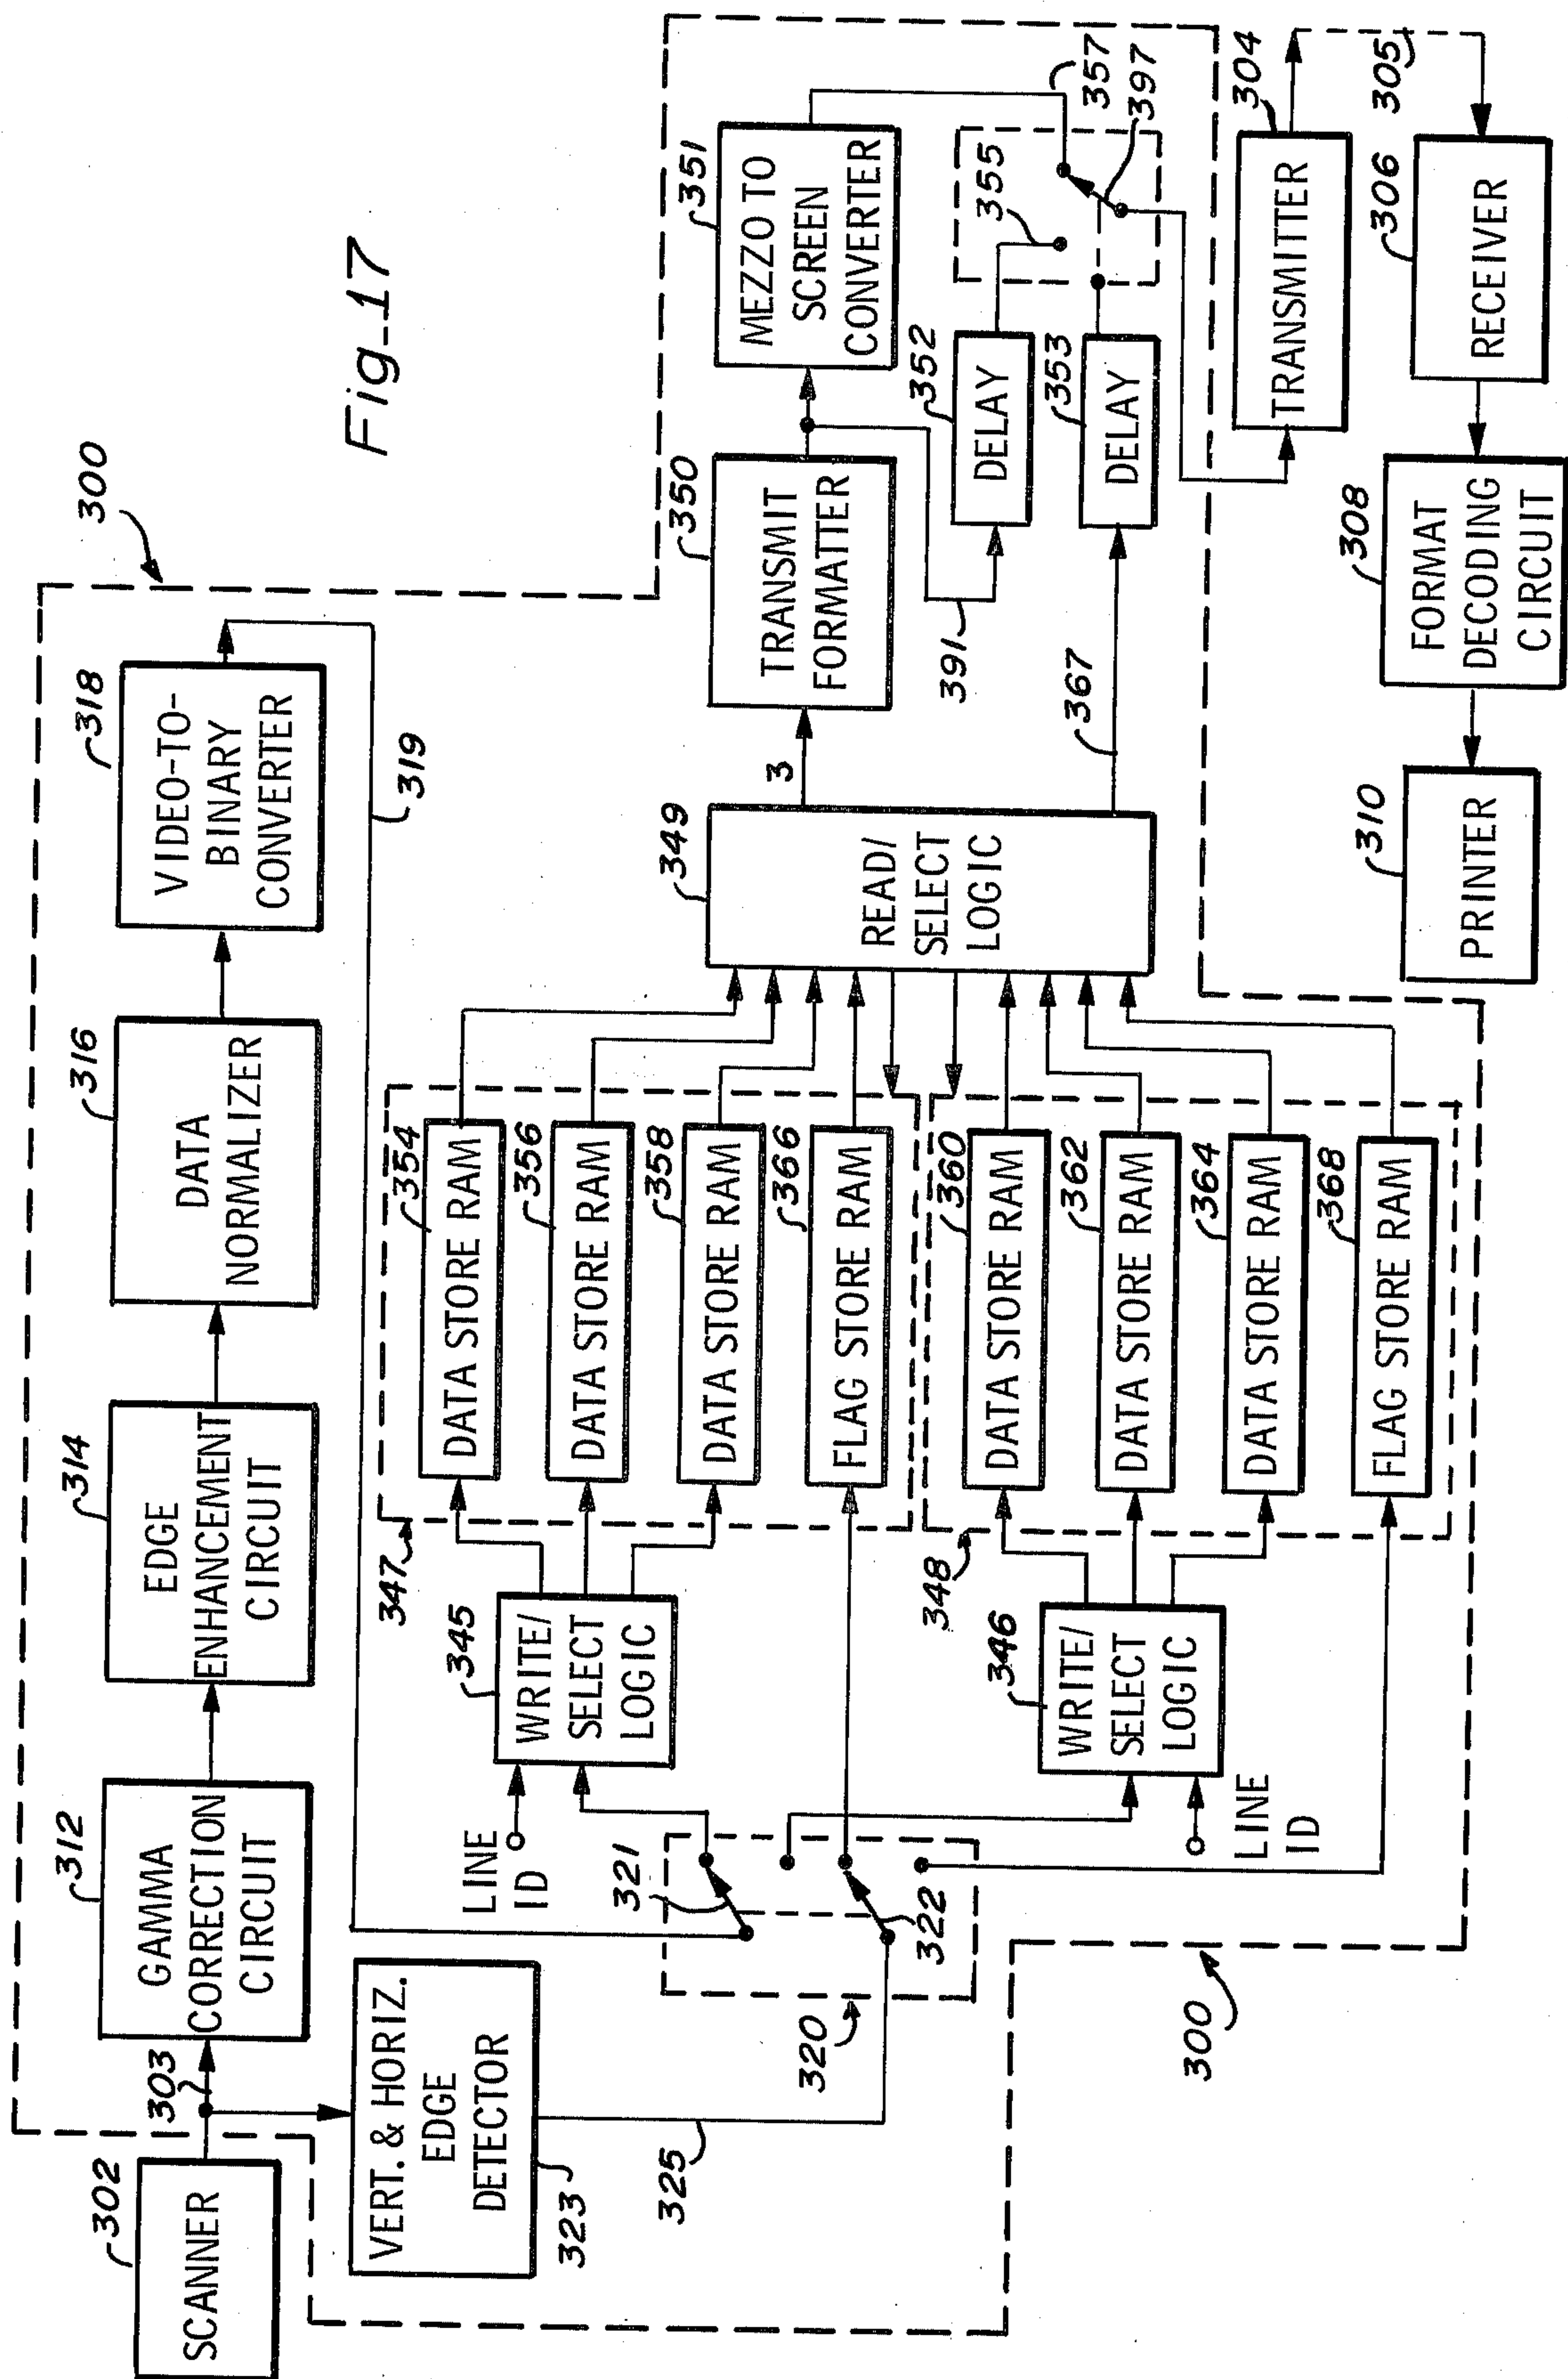 Fig_17
300
302
SCANNER
303
312
GAMMA
CORRECTION
CIRCUIT
314
EDGE
ENHANCEMENT
CIRCUIT
316
DATA
NORMALIZER
318
VIDEO-TO-
BINARY
CONVERTER
319
VERT. & HORIZ.
EDGE
DETECTOR
323
325
320
321
322
LINE
ID
345
WRITE/
SELECT
LOGIC
347
354
DATA STORE RAM
356
DATA STORE RAM
358
DATA STORE RAM
366
FLAG STORE RAM
LINE
ID
346
WRITE/
SELECT
LOGIC
348
360
DATA STORE RAM
362
DATA STORE RAM
364
DATA STORE RAM
368
FLAG STORE RAM
349
READ/
SELECT
LOGIC
3
367
350
TRANSMIT
FORMATTER
391
351
MEZZO TO
SCREEN
CONVERTER
352
DELAY
353
DELAY
355
357
397
300
304
TRANSMITTER
305
306
RECEIVER
308
FORMAT
DECODING
CIRCUIT
310
PRINTER